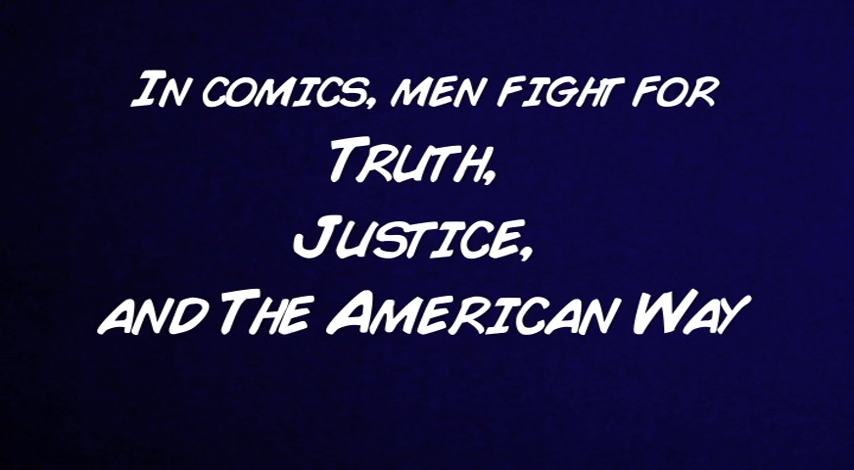 In comics, men fight for
Truth,
Justice,
and The American Way